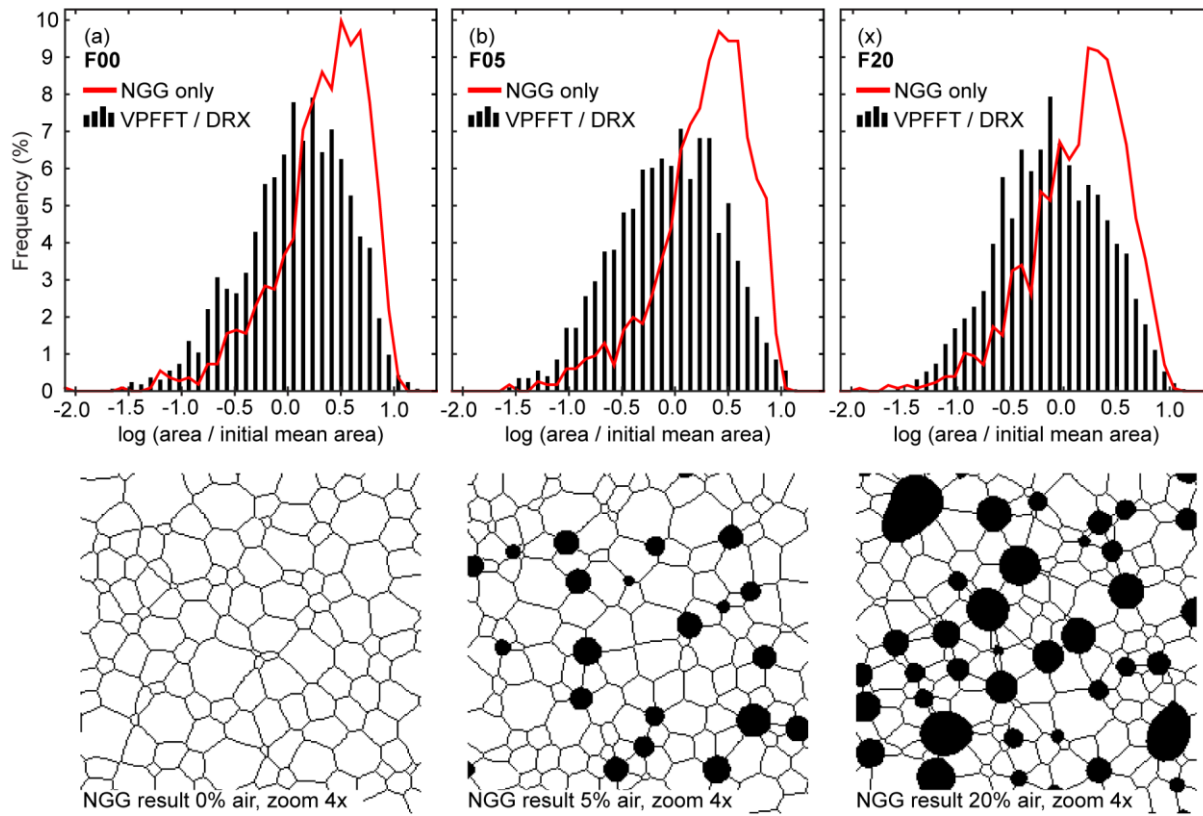 (a)
F00
NGG only
VPFFT / DRX
(b)
F05
NGG only
VPFFT / DRX
(x)
F20
NGG only
VPFFT / DRX
Frequency (%)
10
9
8
7
6
5
4
3
2
1
0
-2.0 -1.5 -1.0 -0.5 0.0 0.5 1.0
-2.0 -1.5 -1.0 -0.5 0.0 0.5 1.0
-2.0 -1.5 -1.0 -0.5 0.0 0.5 1.0
log (area / initial mean area)
log (area / initial mean area)
log (area / initial mean area)
NGG result 0% air, zoom 4x
NGG result 5% air, zoom 4x
NGG result 20% air, zoom 4x